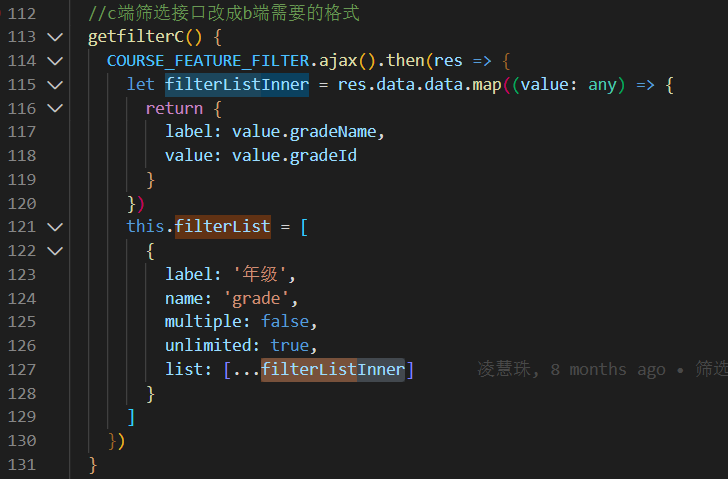 112 //c端筛选接口改成b端需要的格式
113 getfilterC() {
114 COURSE_FEATURE_FILTER.ajax().then(res => {
115 let filterListInner = res.data.data.map((value: any) => {
116 return {
117 label: value.gradeName,
118 value: value.gradeId
119 }
120 })
121 this.filterList = [
122 {
123 label: '年级',
124 name: 'grade',
125 multiple: false,
126 unlimited: true,
127 list: [...filterListInner] 凌慧珠, 8 months ago • 筛选
128 }
129 ]
130 })
131 }